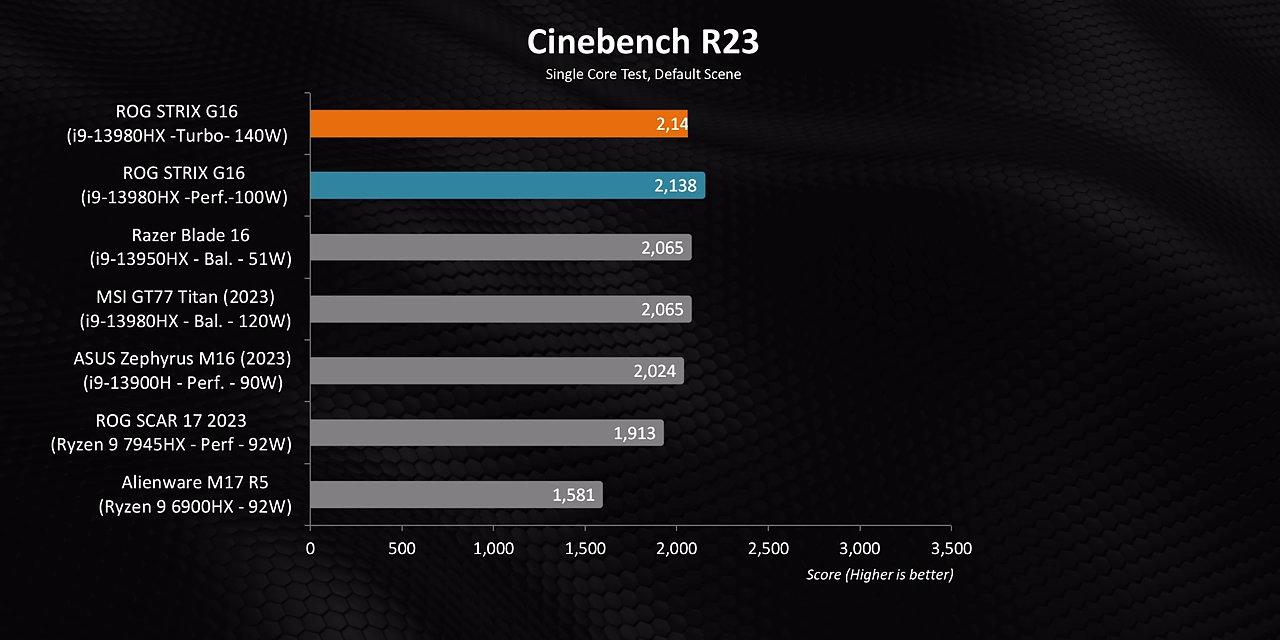 Cinebench R23
Single Core Test, Default Scene
ROG STRIX G16
(i9-13980HX -Turbo- 140W)
2,14
ROG STRIX G16
(i9-13980HX -Perf.-100W)
2,138
Razer Blade 16
(i9-13950HX - Bal. - 51W)
2,065
MSI GT77 Titan (2023)
(i9-13980HX - Bal. - 120W)
2,065
ASUS Zephyrus M16 (2023)
(i9-13900H - Perf. - 90W)
2,024
ROG SCAR 17 2023
(Ryzen 9 7945HX - Perf - 92W)
1,913
Alienware M17 R5
(Ryzen 9 6900HX - 92W)
1,581
0 500 1,000 1,500 2,000 2,500 3,000 3,500
Score (Higher is better)